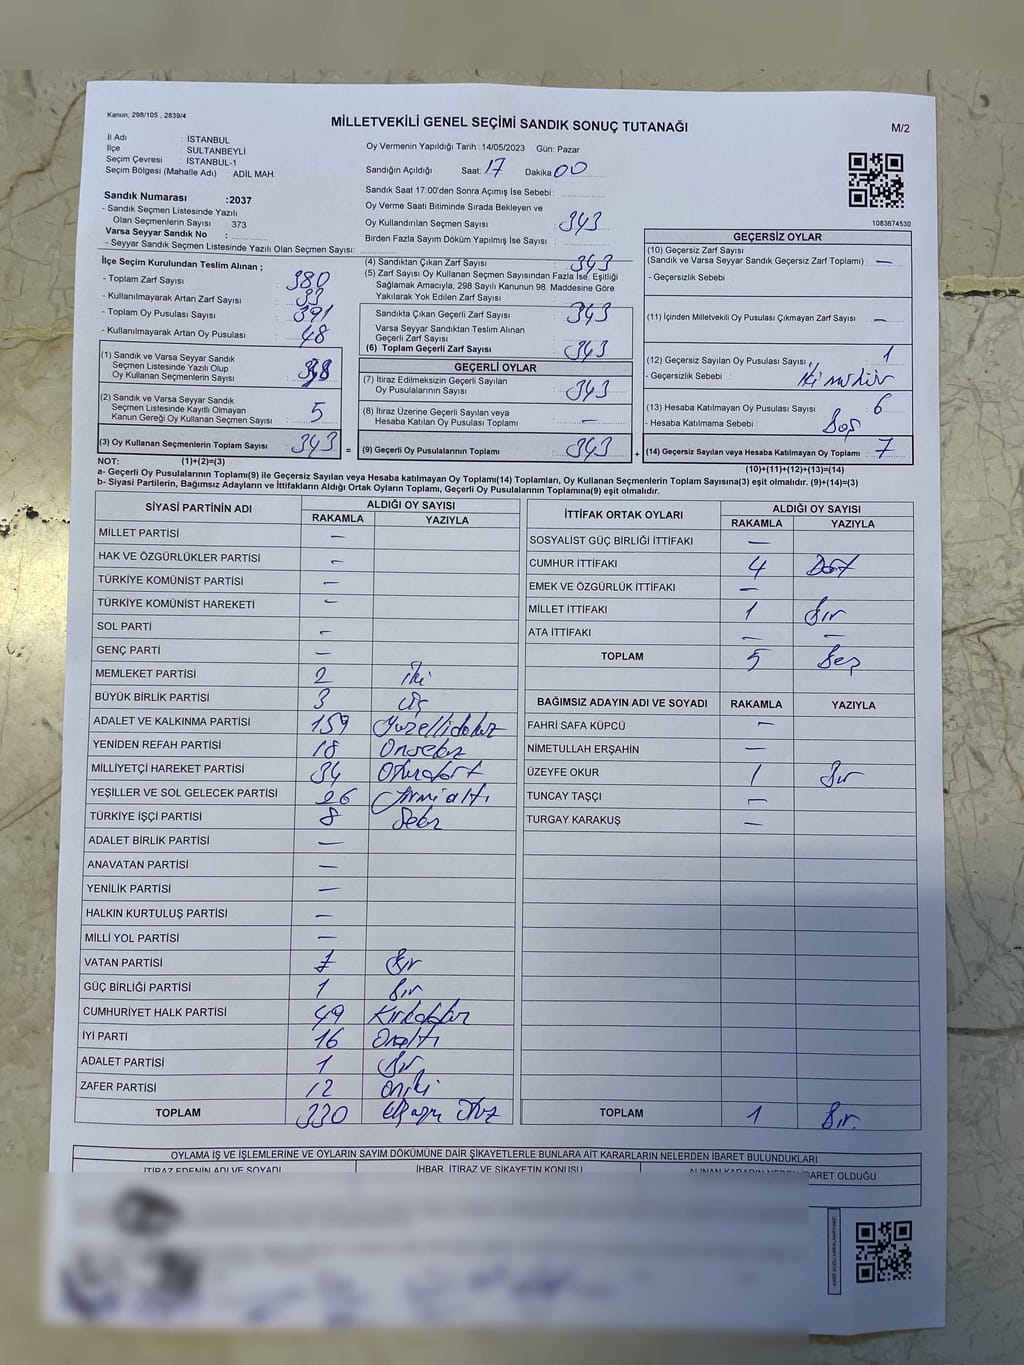 Kanun; 298/105 , 2839/4
MİLLETVEKİLİ GENEL SEÇİMİ SANDIK SONUÇ TUTANAĞI
M/2
İl Adı : İSTANBUL
İlçe : SULTANBEYLİ
Seçim Çevresi : İSTANBUL-1
Seçim Bölgesi (Mahalle Adı) : ADİL MAH.
Sandık Numarası :2037
- Sandık Seçmen Listesinde Yazılı
Olan Seçmenlerin Sayısı : 373
Varsa Seyyar Sandık No :
- Seyyar Sandık Seçmen Listesinde Yazılı Olan Seçmen Sayısı:
Oy Vermenin Yapıldığı Tarih : 14/05/2023 Gün: Pazar
Sandığın Açıldığı Saat: 17 Dakika 00
Sandık Saat 17:00'den Sonra Açımış İse Sebebi :
Oy Verme Saati Bitiminde Sırada Bekleyen ve
Oy Kullandırılan Seçmen Sayısı : 343
Birden Fazla Sayım Döküm Yapılmış İse Sayısı :
1083674530
İlçe Seçim Kurulundan Teslim Alınan ;
- Toplam Zarf Sayısı : 380
- Kullanılmayarak Artan Zarf Sayısı : 33
- Toplam Oy Pusulası Sayısı : 391
- Kullanılmayarak Artan Oy Pusulası : 48
(1) Sandık ve Varsa Seyyar Sandık
Seçmen Listesinde Yazılı Olup
Oy Kullanan Seçmenlerin Sayısı : 338
(2) Sandık ve Varsa Seyyar Sandık
Seçmen Listesinde Kayıtlı Olmayan
Kanun Gereği Oy Kullanan Seçmen Sayısı : 5
(3) Oy Kullanan Seçmenlerin Toplam Sayısı : 343 =
(4) Sandıktan Çıkan Zarf Sayısı : 343
(5) Zarf Sayısı Oy Kullanan Seçmen Sayısından Fazla İse, Eşitliği
Sağlamak Amacıyla; 298 Sayılı Kanunun 98. Maddesine Göre
Yakılarak Yok Edilen Zarf Sayısı :
Sandıkta Çıkan Geçerli Zarf Sayısı : 343
Varsa Seyyar Sandıktan Teslim Alınan
Geçerli Zarf Sayısı :
(6) Toplam Geçerli Zarf Sayısı : 343
GEÇERLİ OYLAR
(7) İtiraz Edilmeksizin Geçerli Sayılan
Oy Pusulalarının Sayısı : 343
(8) İtiraz Üzerine Geçerli Sayılan veya
Hesaba Katılan Oy Pusulası Toplamı : —
(9) Geçerli Oy Pusulalarının Toplamı : 343 +
GEÇERSİZ OYLAR
(10) Geçersiz Zarf Sayısı
(Sandık ve Varsa Seyyar Sandık Geçersiz Zarf Toplamı) : —
- Geçersizlik Sebebi :
(11) İçinden Milletvekili Oy Pusulası Çıkmayan Zarf Sayısı : —
(12) Geçersiz Sayılan Oy Pusulası Sayısı : 1
- Geçersizlik Sebebi : iki mühür
(13) Hesaba Katılmayan Oy Pusulası Sayısı : 6
- Hesaba Katılmama Sebebi : Boş
(14) Geçersiz Sayılan veya Hesaba Katılmayan Oy Toplamı : 7
NOT: (1)+(2)=(3)
(10)+(11)+(12)+(13)=(14)
a- Geçerli Oy Pusulaların Toplamı(9) ile Geçersiz Sayılan veya Hesaba katılmayan Oy Toplamı(14) Toplamları, Oy Kullanan Seçmenlerin Toplam Sayısına(3) eşit olmalıdır. (9)+(14)=(3)
b- Siyasi Partilerin, Bağımsız Adayların ve İttifakların Aldığı Ortak Oyların Toplamı, Geçerli Oy Pusulalarının Toplamına(9) eşit olmalıdır.
SİYASİ PARTİNİN ADI
ALDIĞI OY SAYISI
RAKAMLA YAZIYLA
MİLLET PARTİSİ —
HAK VE ÖZGÜRLÜKLER PARTİSİ —
TÜRKİYE KOMÜNİST PARTİSİ —
TÜRKİYE KOMÜNİST HAREKETİ —
SOL PARTİ —
GENÇ PARTİ —
MEMLEKET PARTİSİ 2 iki
BÜYÜK BİRLİK PARTİSİ 3 üç
ADALET VE KALKINMA PARTİSİ 159 yüzellidokuz
YENİDEN REFAH PARTİSİ 18 Onsekiz
MİLLİYETÇİ HAREKET PARTİSİ 34 Otuzdört
YEŞİLLER VE SOL GELECEK PARTİSİ 26 yirmialtı
TÜRKİYE İŞÇİ PARTİSİ 8 Sekiz
ADALET BİRLİK PARTİSİ —
ANAVATAN PARTİSİ —
YENİLİK PARTİSİ —
HALKIN KURTULUŞ PARTİSİ —
MİLLİ YOL PARTİSİ —
VATAN PARTİSİ 1 Bir
GÜÇ BİRLİĞİ PARTİSİ 1 Bir
CUMHURİYET HALK PARTİSİ 49 Kırkdokuz
İYİ PARTİ 16 Onaltı
ADALET PARTİSİ 1 Bir
ZAFER PARTİSİ 12 Oniki
TOPLAM 330
İTTİFAK ORTAK OYLARI
ALDIĞI OY SAYISI
RAKAMLA YAZIYLA
SOSYALİST GÜÇ BİRLİĞİ İTTİFAKI —
CUMHUR İTTİFAKI 4 Dört
EMEK VE ÖZGÜRLÜK İTTİFAKI —
MİLLET İTTİFAKI 1 Bir
ATA İTTİFAKI — —
TOPLAM 5 Beş
BAĞIMSIZ ADAYIN ADI VE SOYADI RAKAMLA YAZIYLA
FAHRİ SAFA KÜPCÜ —
NİMETULLAH ERŞAHİN —
ÜZEYFE OKUR 1 Bir
TUNCAY TAŞÇI —
TURGAY KARAKUŞ —
TOPLAM 1 Bir.
OYLAMA İŞ VE İŞLEMLERİNE VE OYLARIN SAYIM DÖKÜMÜNE DAİR ŞİKAYETLERLE BUNLARA AİT KARARLARIN NELERDEN İBARET BULUNDUKLARI
İTİRAZ EDENİN ADI VE SOYADI İHBAR, İTİRAZ VE ŞİKAYETİN KONUSU ALINAN KARARIN NEDEN İBARET OLDUĞU